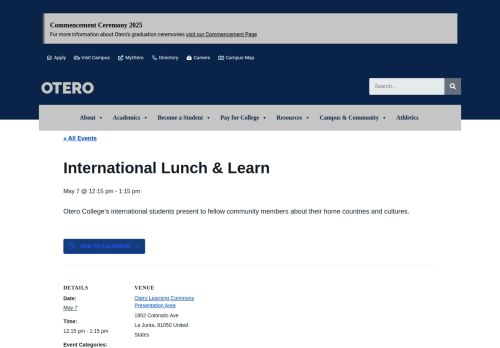 Commencement Ceremony 2025
For more information about Otero's graduation ceremonies visit our Commencement Page
Apply Visit Campus MyOtero Directory Careers Campus Map
OTERO
Search...
About Academics Become a Student Pay for College Resources Campus & Community Athletics
« All Events
International Lunch & Learn
May 7 @ 12:15 pm - 1:15 pm
Otero College's international students present to fellow community members about their home countries and cultures.
ADD TO CALENDAR
DETAILS
Date:
May 7
Time:
12:15 pm - 1:15 pm
Event Categories:
VENUE
Otero Learning Commons
Presentation Area
1802 Colorado Ave
La Junta, 81050 United
States